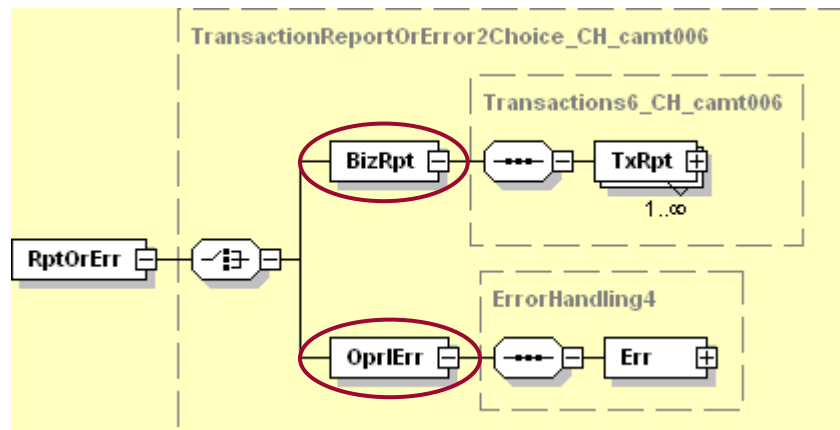 TransactionReportOrError2Choice_CH_camt006
Transactions6_CH_camt006
BizRpt
TxRpt
1..∞
RptOrErr
ErrorHandling4
OprlErr
Err